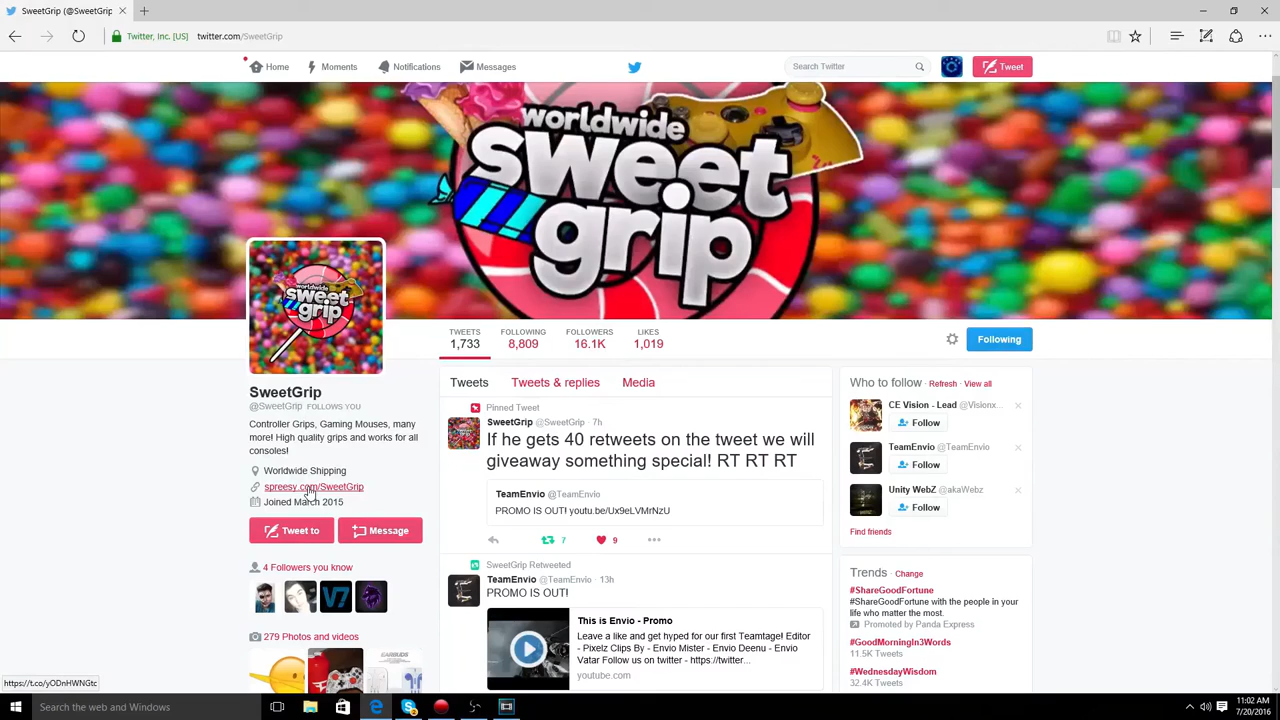 SweetGrip (@SweetGrip)
Twitter, Inc. [US] twitter.com/SweetGrip
Home Moments Notifications Messages Search Twitter Tweet
worldwide
sweet
grip
worldwide
sweet
grip
TWEETS FOLLOWING FOLLOWERS LIKES
1,733 8,809 16.1K 1,019
Following
SweetGrip
@SweetGrip FOLLOWS YOU
Controller Grips, Gaming Mouses, many
more! High quality grips and works for all
consoles!
Worldwide Shipping
spreesy.com/SweetGrip
Joined March 2015
Tweet to Message
4 Followers you know
V7
279 Photos and videos
EARBUDS
Tweets Tweets & replies Media
Pinned Tweet
SweetGrip @SweetGrip · 7h
If he gets 40 retweets on the tweet we will
giveaway something special! RT RT RT
TeamEnvio @TeamEnvio
PROMO IS OUT! youtu.be/Ux9eLVMrNzU
7 9
SweetGrip Retweeted
TeamEnvio @TeamEnvio · 13h
PROMO IS OUT!
This is Envio - Promo
Leave a like and get hyped for our first Teamtage! Editor
- Pixelz Clips By - Envio Mister - Envio Deenu - Envio
Vatar Follow us on twitter - https://twitter...
youtube.com
Who to follow · Refresh · View all
CE Vision - Lead @Visionx...
Follow
TeamEnvio @TeamEnvio
Follow
Unity WebZ @akaWebz
Follow
Find friends
Trends · Change
#ShareGoodFortune
#ShareGoodFortune with the people in your
life who matter the most.
Promoted by Panda Express
#GoodMorningIn3Words
11.5K Tweets
#WednesdayWisdom
32.4K Tweets
https://t.co/yODnHWNGtc
Search the web and Windows
11:02 AM
7/20/2016